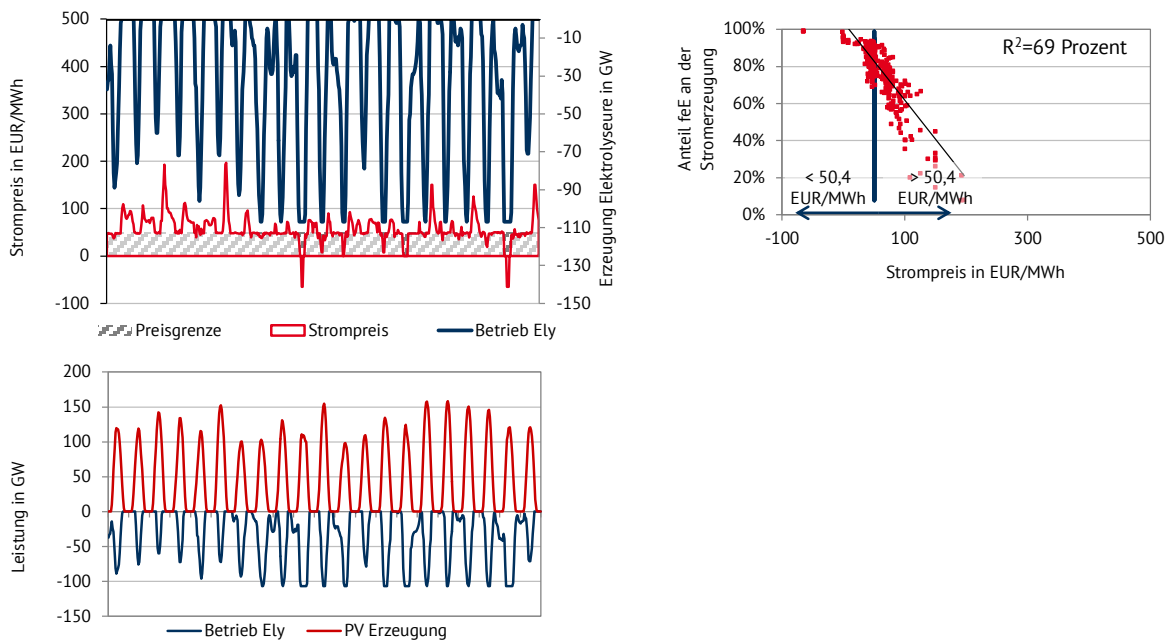 Strompreis in EUR/MWh
500
400
300
200
100
0
-100
-10
-30
-50
-70
-90
-110
-130
-150
Erzeugung Elektrolyseure in GW
Preisgrenze
Strompreis
Betrieb Ely
Anteil feE an der
Stromerzeugung
100%
80%
60%
40%
20%
0%
R²=69 Prozent
< 50,4
EUR/MWh
> 50,4
EUR/MWh
-100
100
300
500
Strompreis in EUR/MWh
Leistung in GW
200
150
100
50
0
-50
-100
-150
Betrieb Ely
PV Erzeugung